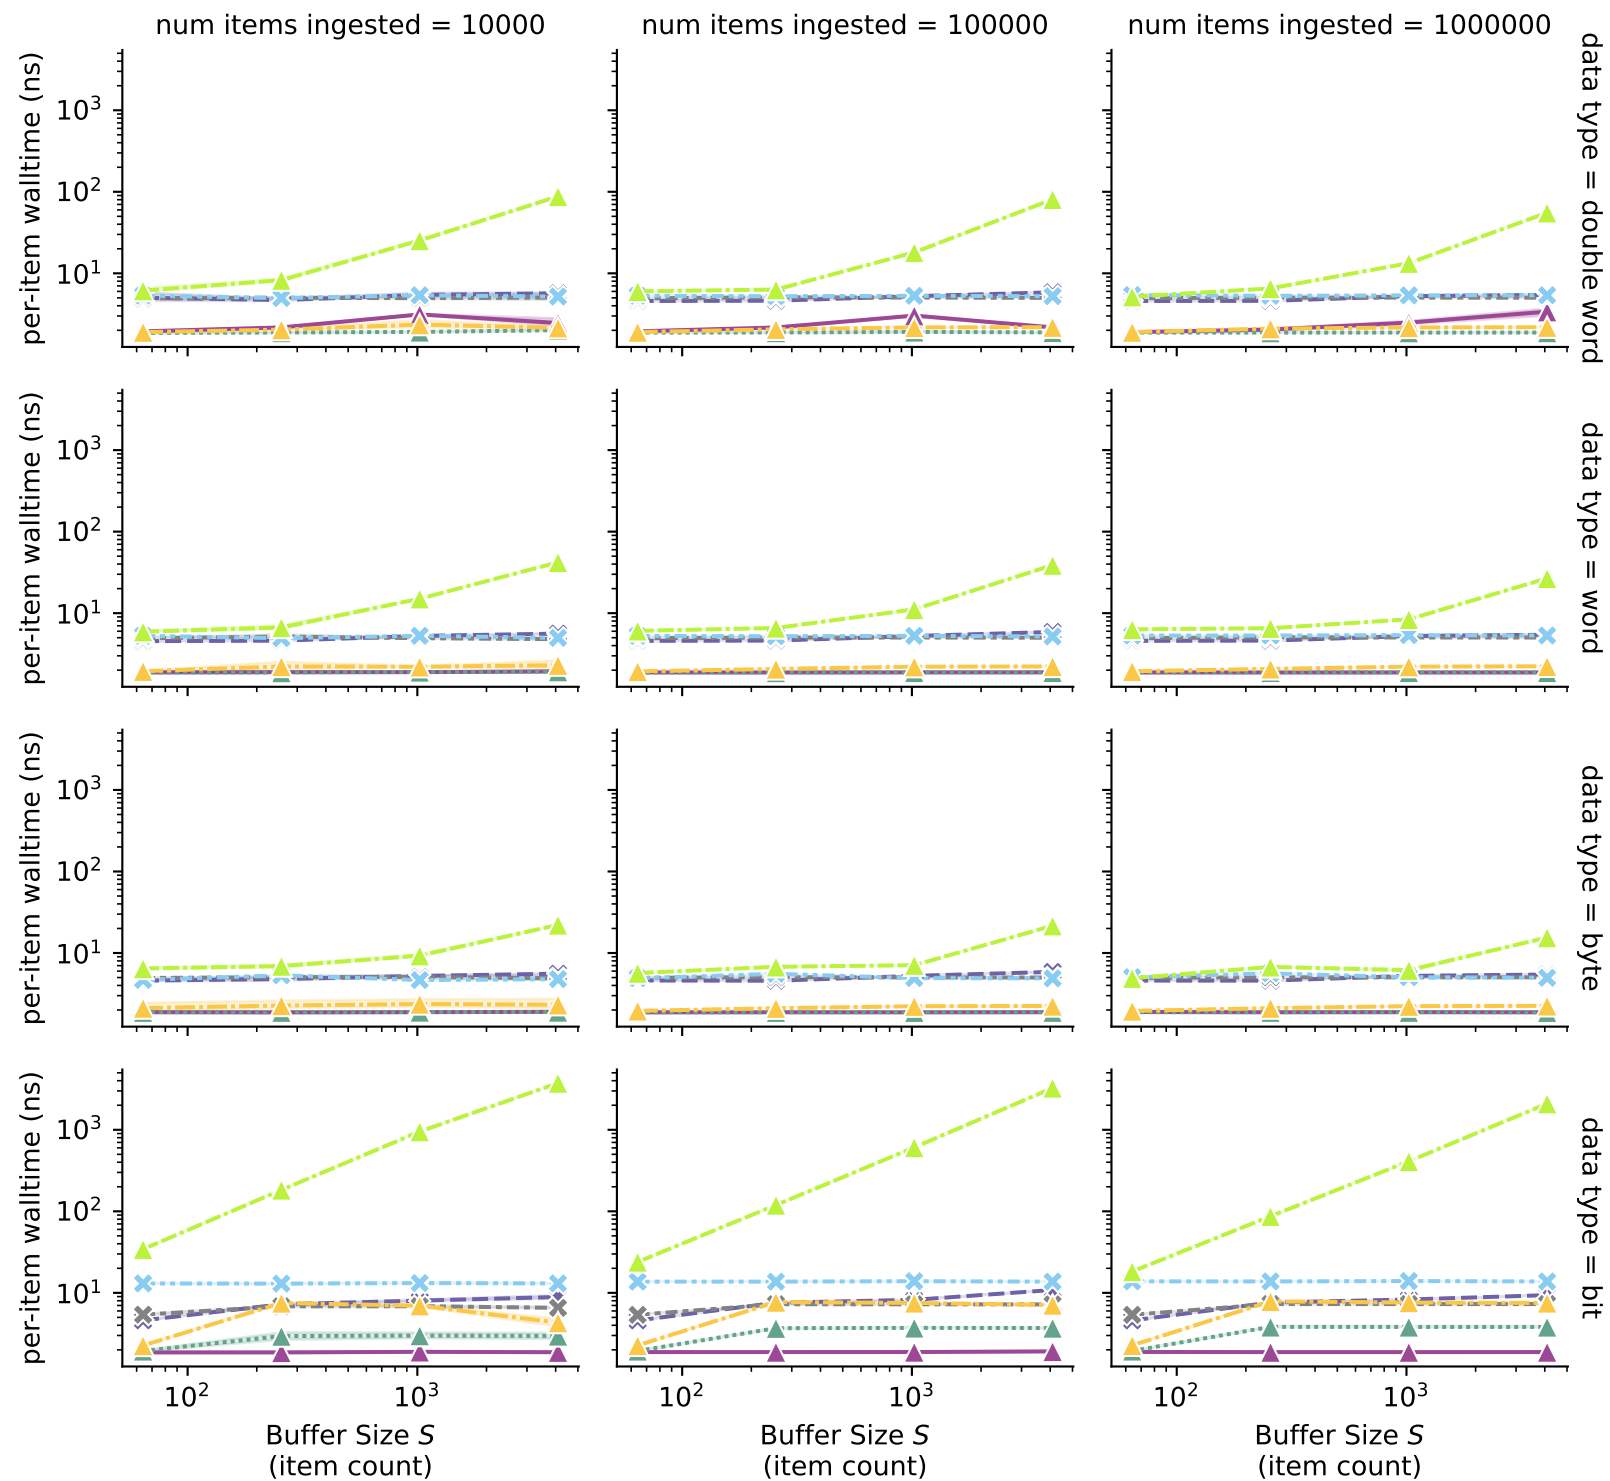 num items ingested = 10000
num items ingested = 100000
num items ingested = 1000000
per-item walltime (ns)
10³
10²
10¹
data type = double word
per-item walltime (ns)
10³
10²
10¹
data type = word
per-item walltime (ns)
10³
10²
10¹
data type = byte
per-item walltime (ns)
10³
10²
10¹
data type = bit
10² 10³
10² 10³
10² 10³
Buffer Size S
(item count)
Buffer Size S
(item count)
Buffer Size S
(item count)